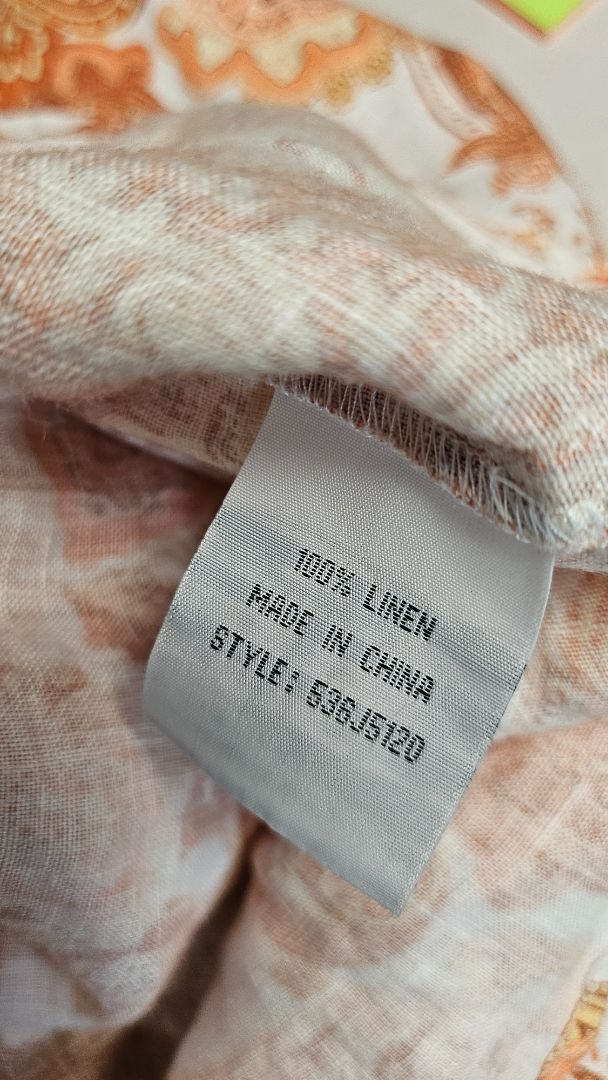 100% LINEN
MADE IN CHINA
STYLE: 536J5120